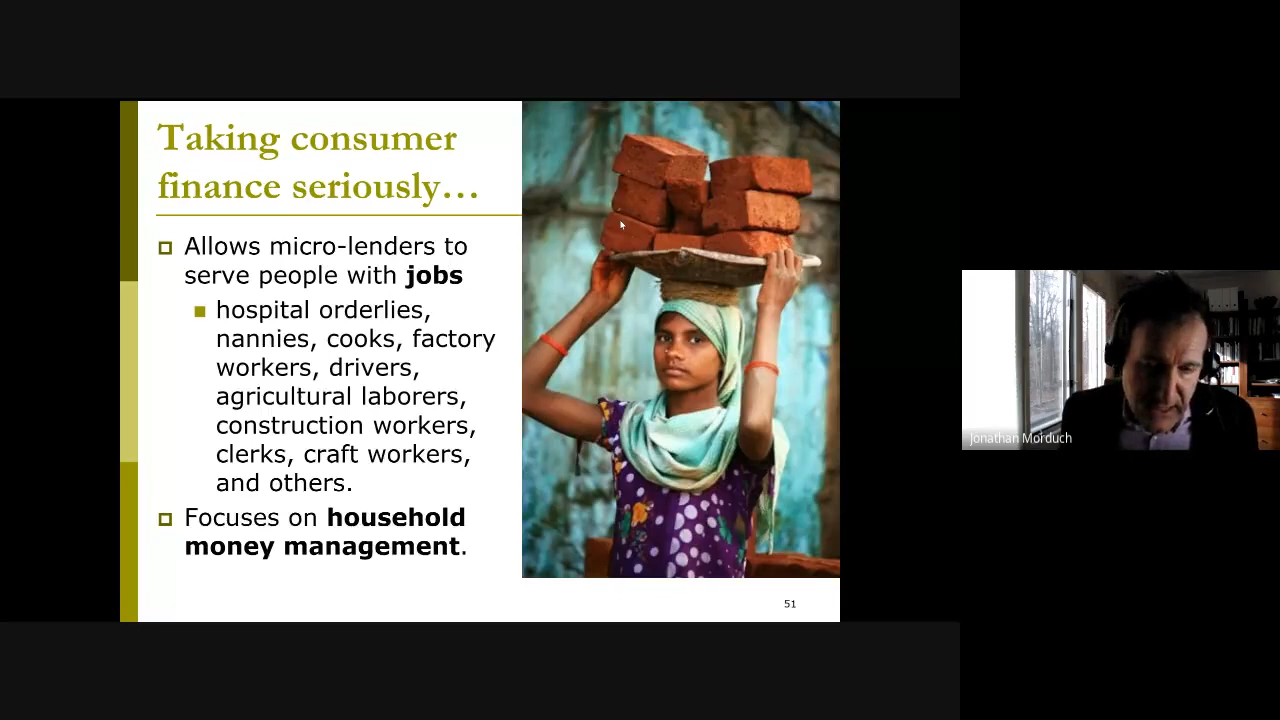 Taking consumer
finance seriously…
Allows micro-lenders to
serve people with jobs
hospital orderlies,
nannies, cooks, factory
workers, drivers,
agricultural laborers,
construction workers,
clerks, craft workers,
and others.
Focuses on household
money management.
51
Jonathan Morduch